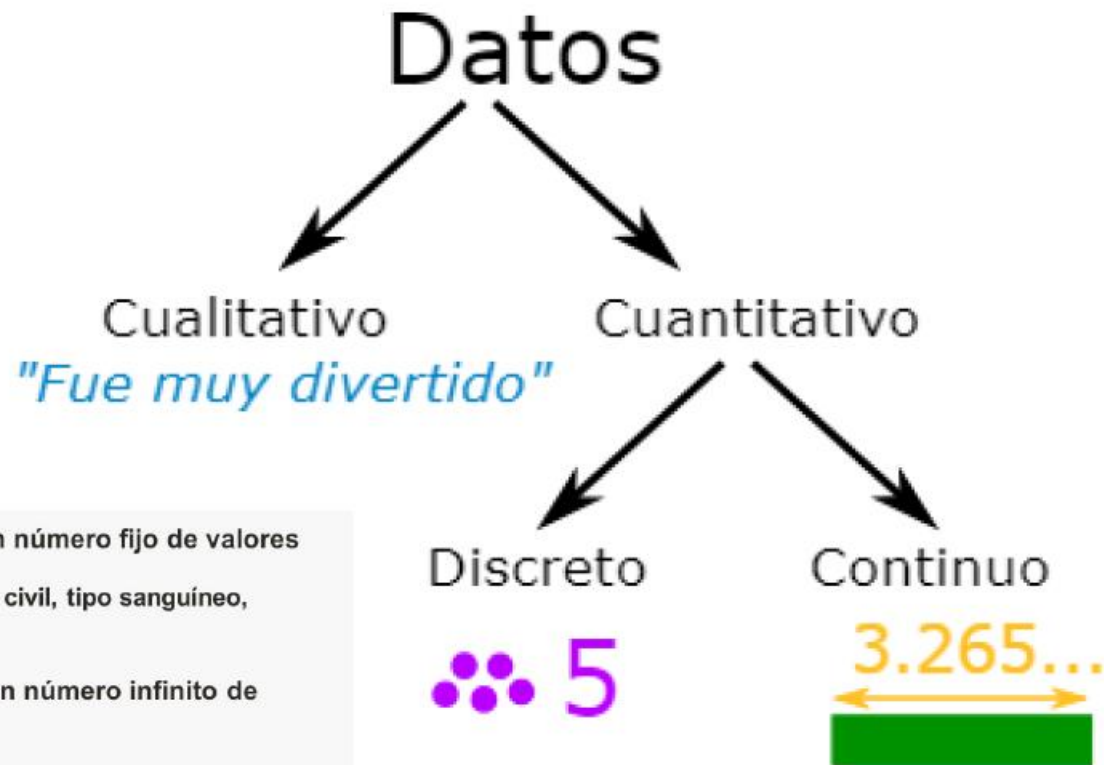 Datos
Cualitativo
Cuantitativo
"Fue muy divertido"
número fijo de valores
civil, tipo sanguíneo,
número infinito de
Discreto
Continuo
5
3.265...